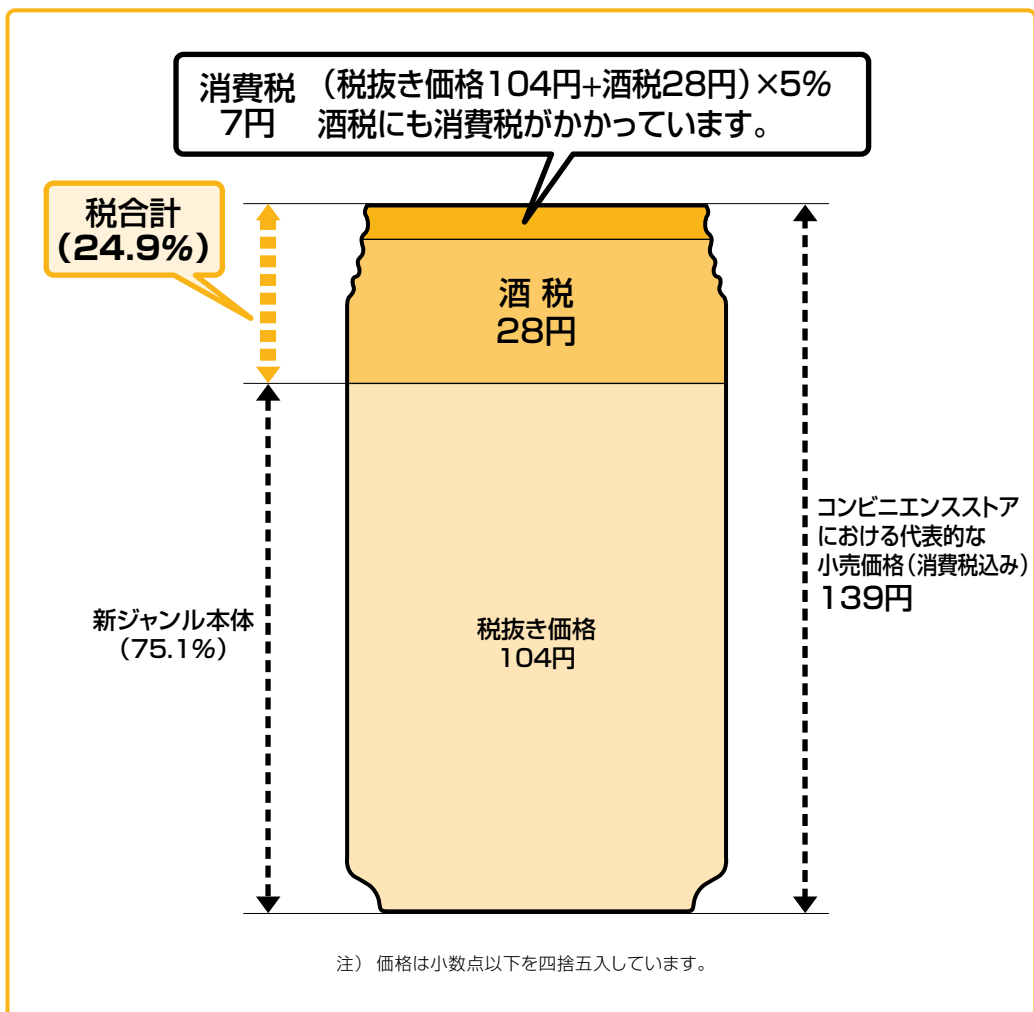 消費税 (税抜き価格104円+酒税28円)×5%
7円 酒税にも消費税がかかっています。
税合計
(24.9%)
酒 税
28円
コンビニエンスストア
における代表的な
小売価格(消費税込み)
139円
新ジャンル本体
(75.1%)
税抜き価格
104円
注) 価格は小数点以下を四捨五入しています。